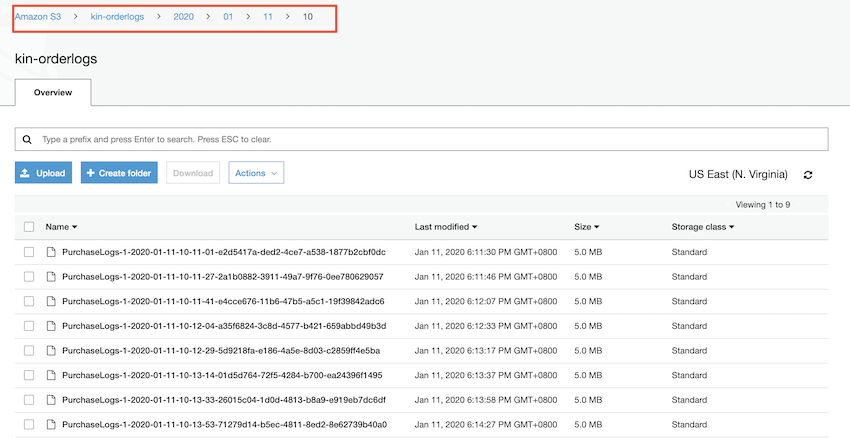 Amazon S3 > kin-orderlogs > 2020 > 01 > 11 > 10
kin-orderlogs
Overview
Type a prefix and press Enter to search. Press ESC to clear.
Upload + Create folder Download Actions US East (N. Virginia)
Viewing 1 to 9
Name Last modified Size Storage class
PurchaseLogs-1-2020-01-11-10-11-01-e2d5417a-ded2-4ce7-a538-1877b2cbf0dc Jan 11, 2020 6:11:30 PM GMT+0800 5.0 MB Standard
PurchaseLogs-1-2020-01-11-10-11-27-2a1b0882-3911-49a7-9f76-0ee780629057 Jan 11, 2020 6:11:46 PM GMT+0800 5.0 MB Standard
PurchaseLogs-1-2020-01-11-10-11-41-e4cce676-11b6-47b5-a5c1-19f39842adc6 Jan 11, 2020 6:12:07 PM GMT+0800 5.0 MB Standard
PurchaseLogs-1-2020-01-11-10-12-04-a35f6824-3c8d-4577-b421-659abbd49b3d Jan 11, 2020 6:12:33 PM GMT+0800 5.0 MB Standard
PurchaseLogs-1-2020-01-11-10-12-29-5d9218fa-e186-4a5e-8d03-c2859ff4e5ba Jan 11, 2020 6:13:17 PM GMT+0800 5.0 MB Standard
PurchaseLogs-1-2020-01-11-10-13-14-01d5d764-72f5-4284-b700-ea24396f1495 Jan 11, 2020 6:13:37 PM GMT+0800 5.0 MB Standard
PurchaseLogs-1-2020-01-11-10-13-33-26015c04-1d0d-4813-b8a9-e919eb7dc6df Jan 11, 2020 6:13:58 PM GMT+0800 5.0 MB Standard
PurchaseLogs-1-2020-01-11-10-13-53-71279d14-b5ec-4811-8ed2-8e62739b40a0 Jan 11, 2020 6:14:27 PM GMT+0800 5.0 MB Standard